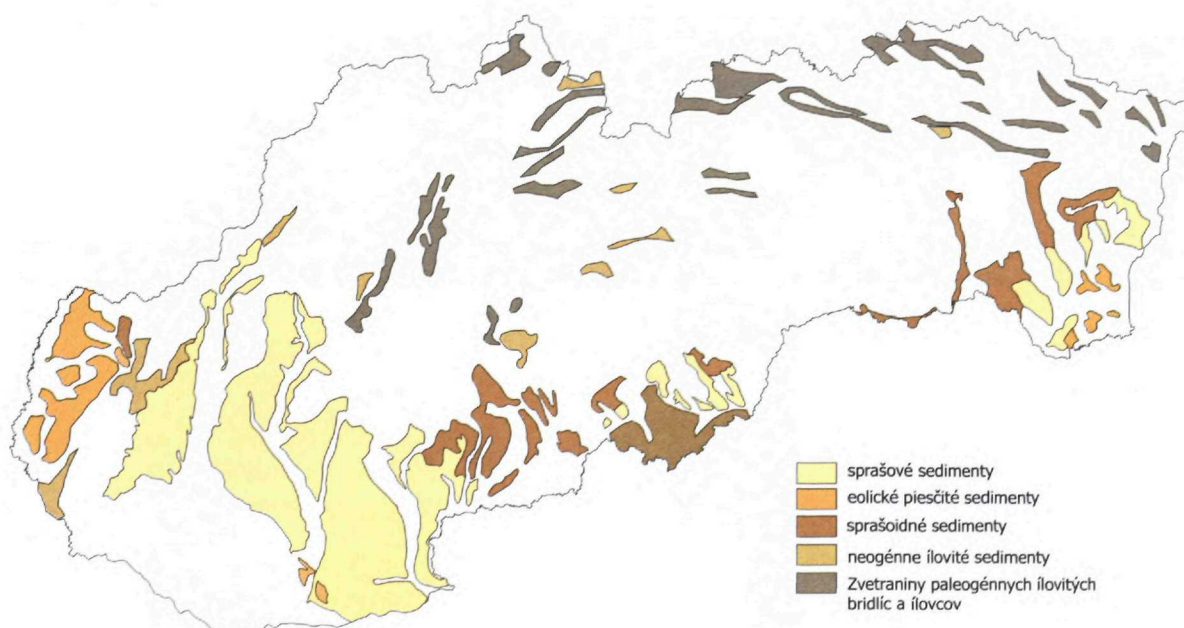 sprašové sedimenty
eolické piesčité sedimenty
sprašoidné sedimenty
neogénne ílovité sedimenty
Zvetraniny paleogénnych ílovitých
bridlíc a ílovcov